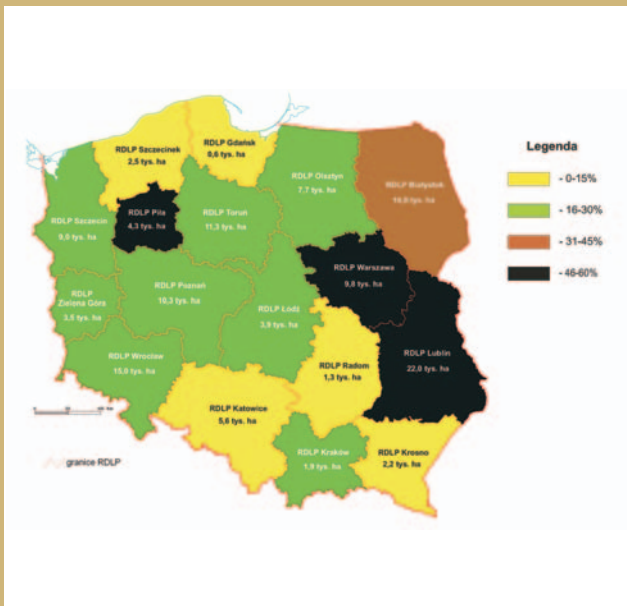 RDLP Szczecinek
2,5 tys. ha
RDLP Gdańsk
0,6 tys. ha
RDLP Olsztyn
7,7 tys. ha
RDLP Białystok
RDLP Szczecin
9,0 tys. ha
RDLP Piła
4,3 tys. ha
RDLP Toruń
11,3 tys. ha
RDLP Warszawa
9,8 tys. ha
RDLP
Zielona Góra
3,5 tys. ha
RDLP Poznań
10,3 tys. ha
RDLP Łódź
3,9 tys. ha
RDLP Lublin
22,0 tys. ha
RDLP Wrocław
15,0 tys. ha
RDLP Radom
1,3 tys. ha
RDLP Katowice
5,6 tys. ha
RDLP Kraków
1,9 tys. ha
RDLP Krosno
2,2 tys. ha
granice RDLP
Legenda
- 0-15%
- 16-30%
- 31-45%
- 46-60%